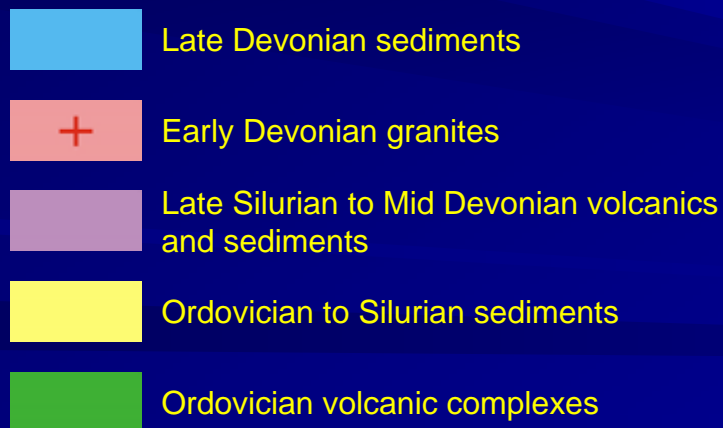 Late Devonian sediments
Early Devonian granites
Late Silurian to Mid Devonian volcanics
and sediments
Ordovician to Silurian sediments
Ordovician volcanic complexes